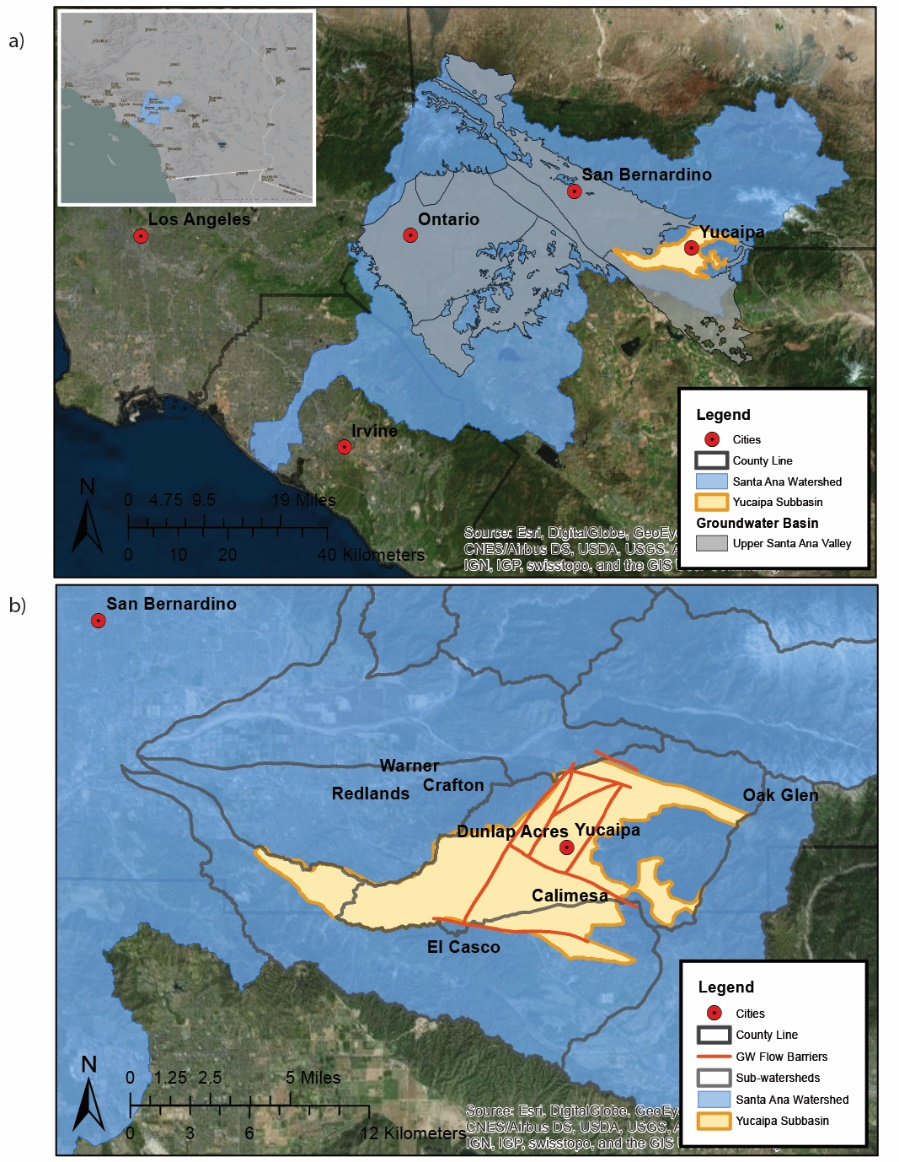 a)
San Bernardino
Los Angeles
Ontario
Yucaipa
Irvine
N
0 4.75 9.5 19 Miles
0 10 20 40 Kilometers
Legend
Cities
County Line
Santa Ana Watershed
Yucaipa Subbasin
Groundwater Basin
Upper Santa Ana Valley
Source: Esri, DigitalGlobe, GeoEy
CNES/Airbus DS, USDA, USGS, A
IGN, IGP, swisstopo, and the GIS
b)
San Bernardino
Warner
Redlands Crafton
Oak Glen
Dunlap Acres Yucaipa
Calimesa
El Casco
N
0 1.25 2.5 5 Miles
0 3 6 12 Kilometers
Legend
Cities
County Line
GW Flow Barriers
Sub-watersheds
Santa Ana Watershed
Yucaipa Subbasin
Source: Esri, DigitalGlobe, GeoEy
CNES/Airbus DS, USDA, USGS, A
IGN, IGP, swisstopo, and the GIS